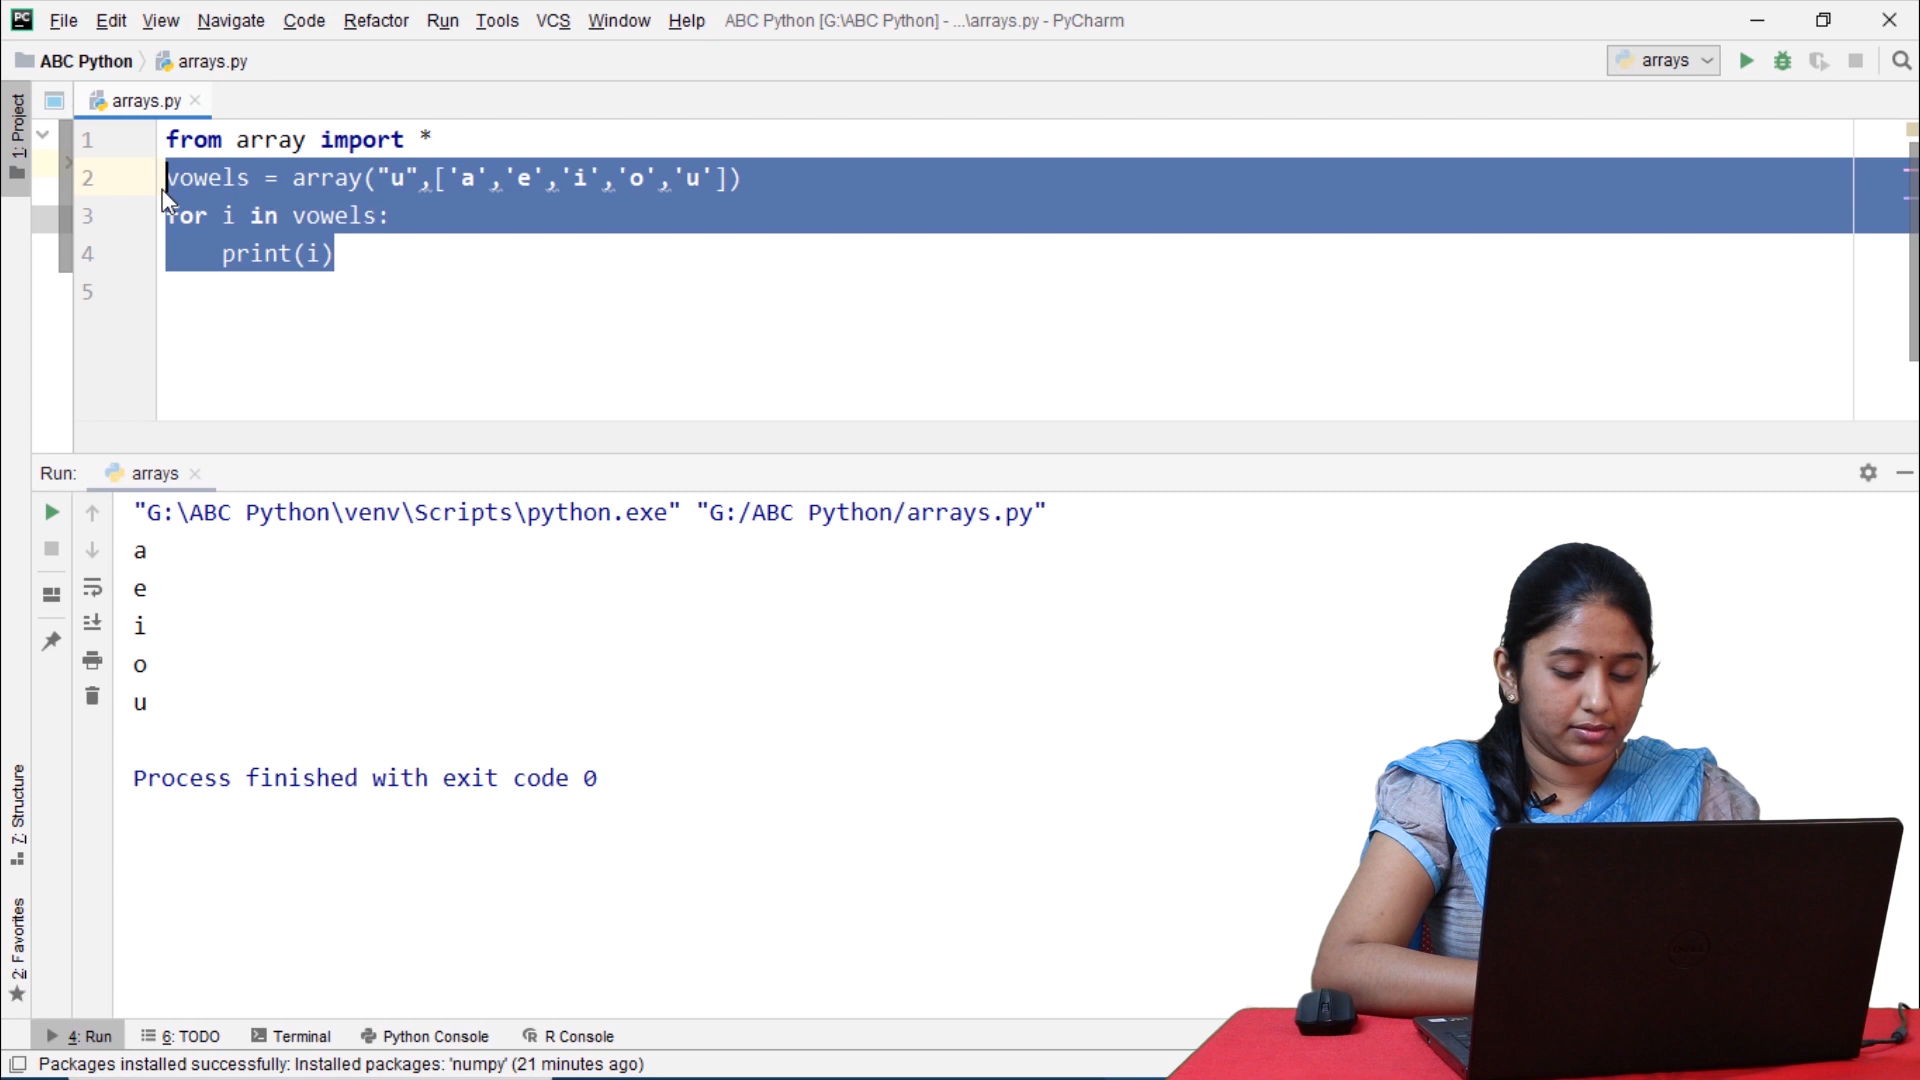 PC File Edit View Navigate Code Refactor Run Tools VCS Window Help ABC Python [G:\ABC Python] - ...\arrays.py - PyCharm
ABC Python arrays.py arrays
1: Project
arrays.py
1 from array import *
2 vowels = array("u",['a','e','i','o','u'])
3 for i in vowels:
4 print(i)
5
Run: arrays
"G:\ABC Python\venv\Scripts\python.exe" "G:/ABC Python/arrays.py"
a
e
i
o
u
Process finished with exit code 0
7: Structure
2: Favorites
4: Run 6: TODO Terminal Python Console R Console
Packages installed successfully: Installed packages: 'numpy' (21 minutes ago)
DELL